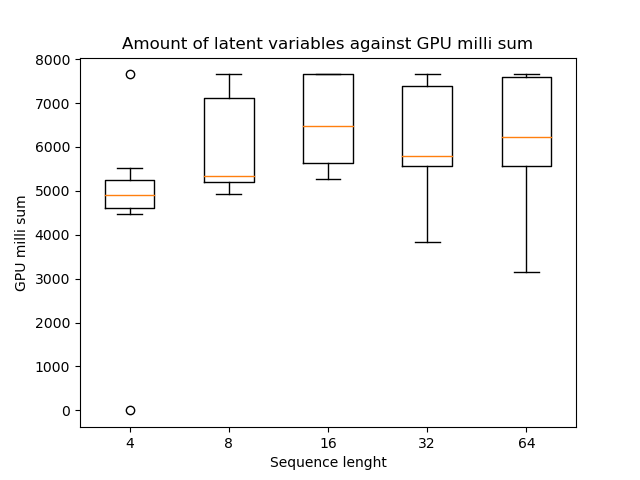 Amount of latent variables against GPU milli sum
8000
7000
6000
5000
4000
3000
2000
1000
0
GPU milli sum
4 8 16 32 64
Sequence lenght